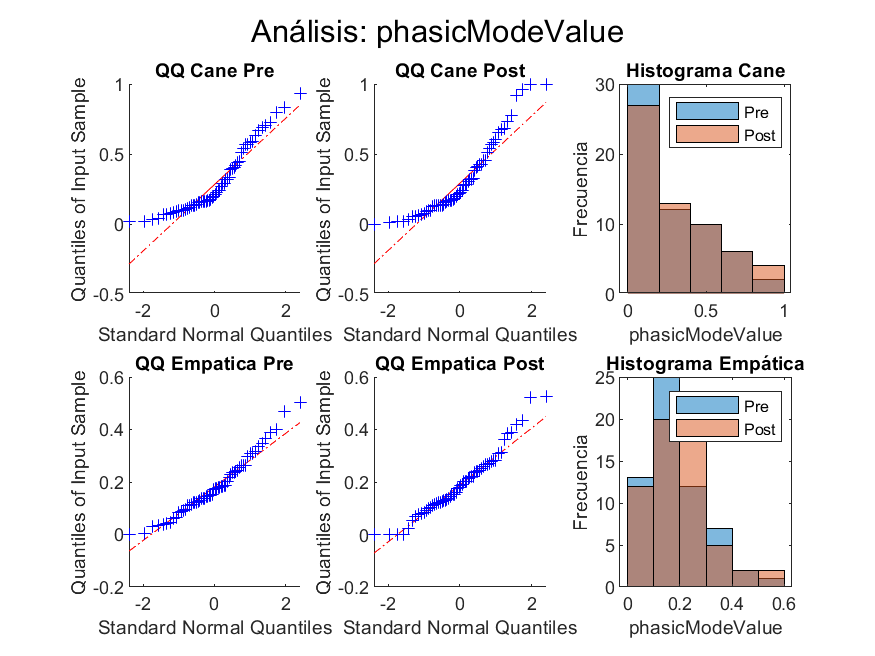 Análisis: phasicModeValue
QQ Cane Pre
Quantiles of Input Sample
1
0.5
0
-0.5
-2
0
2
Standard Normal Quantiles
QQ Cane Post
Quantiles of Input Sample
1
0.5
0
-0.5
-2
0
2
Standard Normal Quantiles
Histograma Cane
Frecuencia
30
20
10
0
Pre
Post
0
0.5
1
phasicModeValue
QQ Empatica Pre
Quantiles of Input Sample
0.6
0.4
0.2
0
-0.2
-2
0
2
Standard Normal Quantiles
QQ Empatica Post
Quantiles of Input Sample
0.6
0.4
0.2
0
-0.2
-2
0
2
Standard Normal Quantiles
Histograma Empática
Frecuencia
25
20
15
10
5
0
Pre
Post
0
0.2
0.4
0.6
phasicModeValue